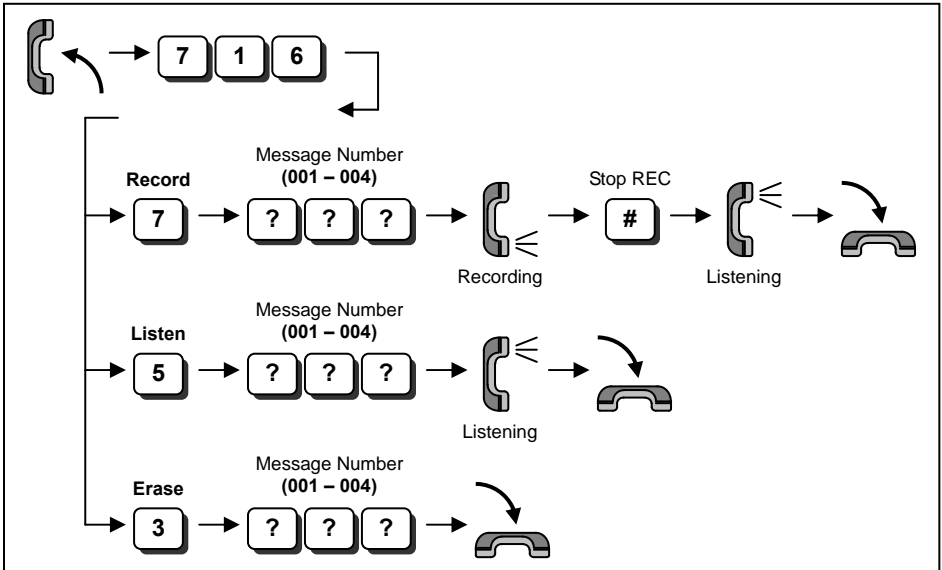 7 1 6
Message Number
(001 – 004)
Record
Stop REC
7 ? ? ? #
Recording
Listening
Message Number
(001 – 004)
Listen
5 ? ? ?
Listening
Message Number
(001 – 004)
Erase
3 ? ? ?